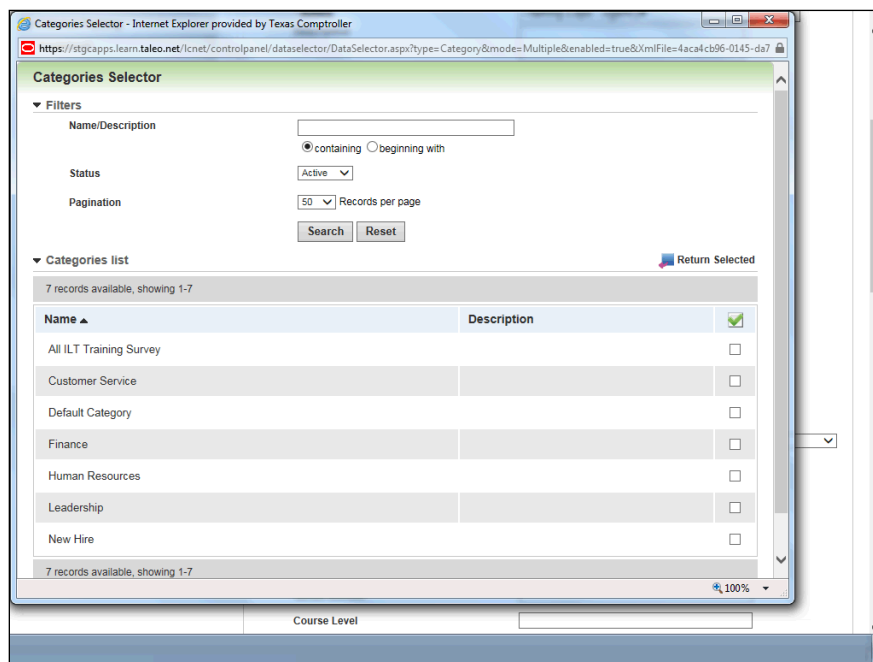 Categories Selector - Internet Explorer provided by Texas Comptroller
https://stgcapps.learn.taleo.net/lcnet/controlpanel/dataselector/DataSelector.aspx?type=Category&mode=Multiple&enabled=true&XmlFile=4aca4cb96-0145-da7
Categories Selector
Filters
Name/Description
containing beginning with
Status Active
Pagination 50 Records per page
Search Reset
Categories list Return Selected
7 records available, showing 1-7
Name Description
All ILT Training Survey
Customer Service
Default Category
Finance
Human Resources
Leadership
New Hire
7 records available, showing 1-7
100%
Course Level